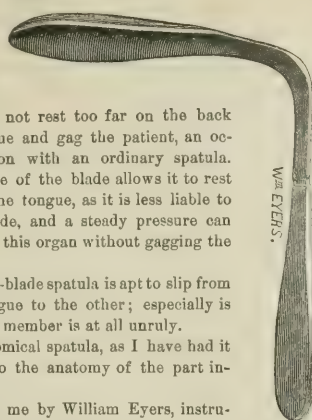 not rest too far on the back
ue and gag the patient, an oc-
on with an ordinary spatula.
e of the blade allows it to rest
ne tongue, as it is less liable to
de, and a steady pressure can
this organ without gagging the
-blade spatula is apt to slip from
gue to the other; especially is
member is at all unruly.
omical spatula, as I have had it
o the anatomy of the part in-
me by William Eyers, instru-
WM EYERS.